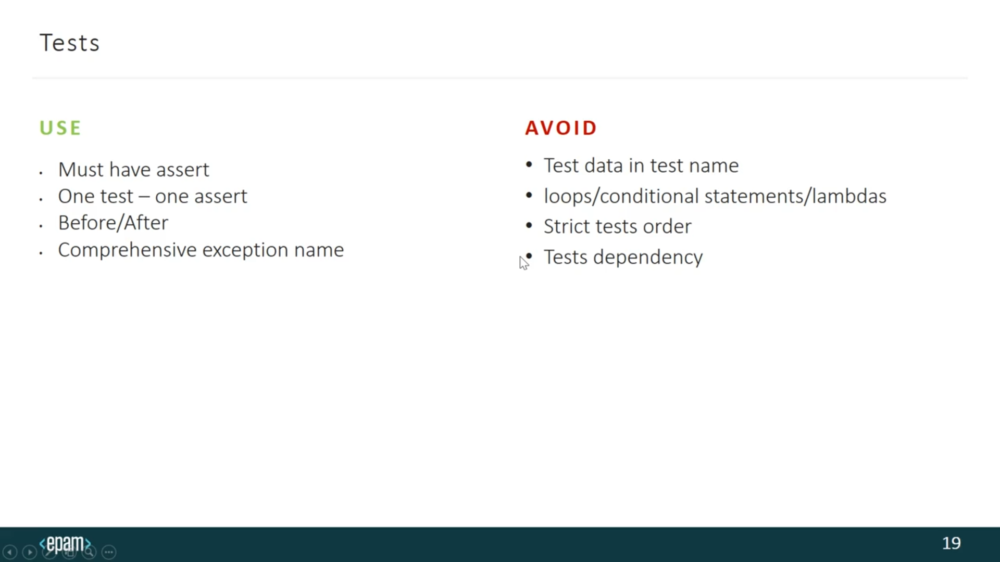 Tests
USE
• Must have assert
• One test – one assert
• Before/After
• Comprehensive exception name
AVOID
• Test data in test name
• loops/conditional statements/lambdas
• Strict tests order
• Tests dependency
<epam>
19